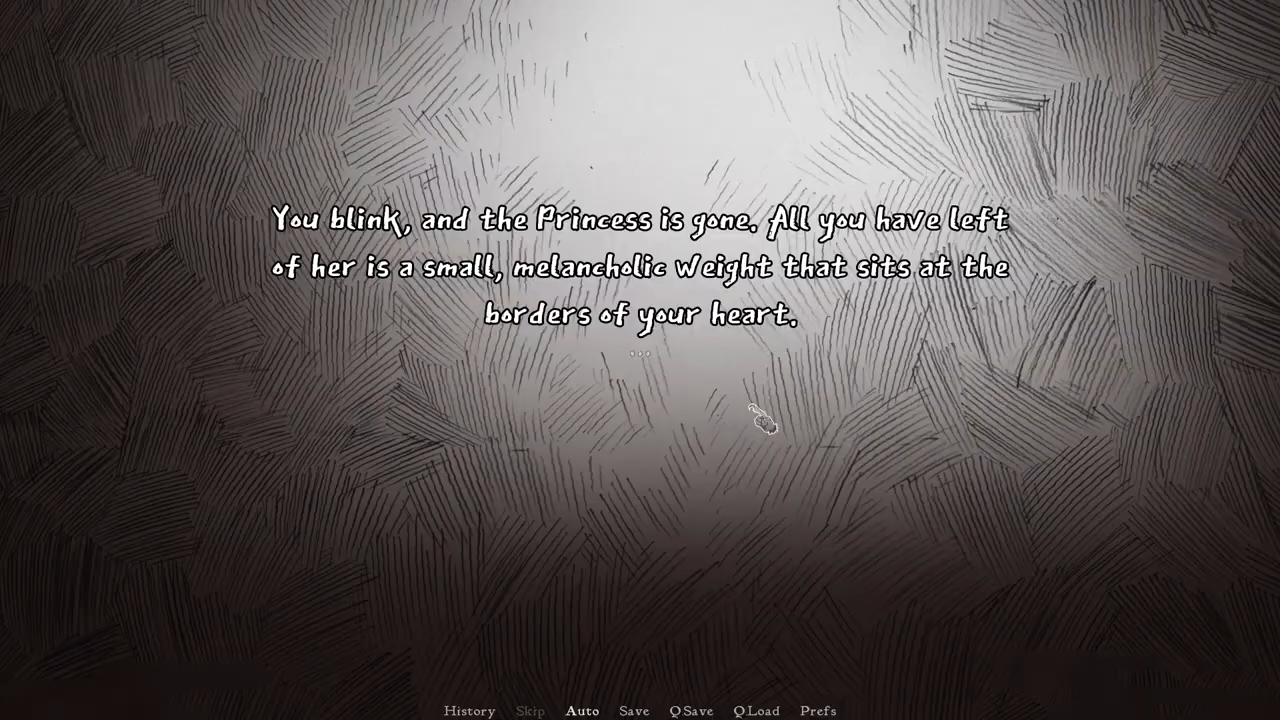 You blink, and the Princess is gone. All you have left
of her is a small, melancholic weight that sits at the
borders of your heart.
...
History Skip Auto Save Q.Save Q.Load Prefs